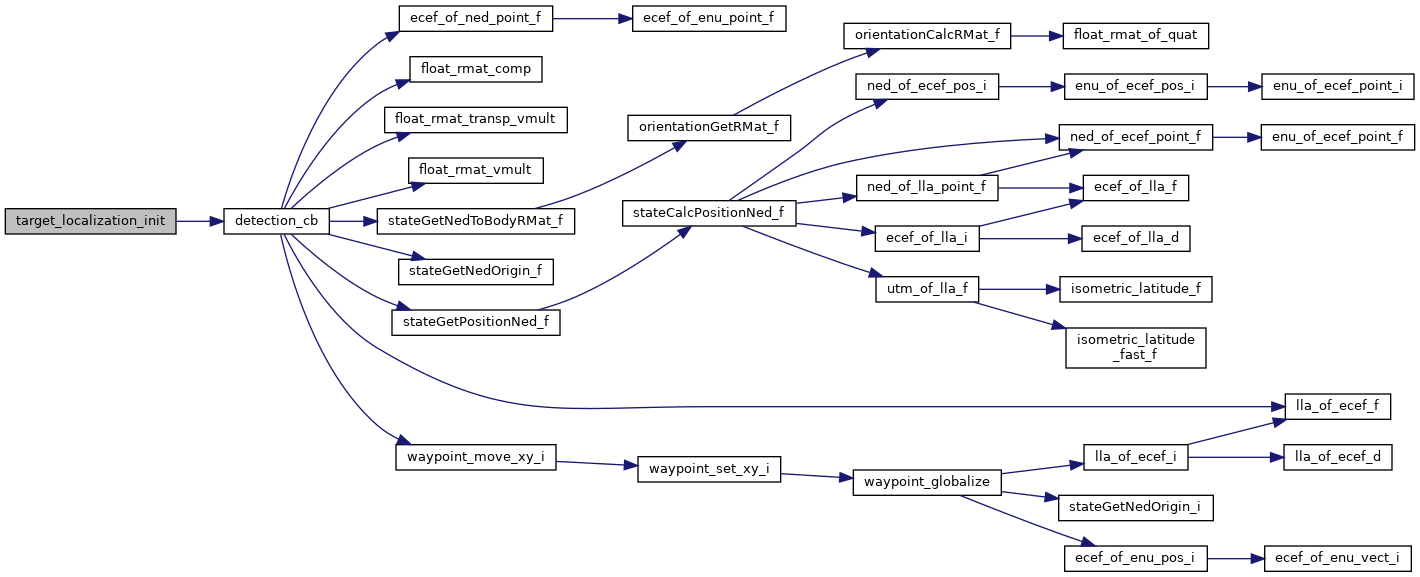 target_localization_init
detection_cb
ecef_of_ned_point_f
ecef_of_enu_point_f
float_rmat_comp
float_rmat_transp_vmult
float_rmat_vmult
stateGetNedToBodyRMat_f
orientationGetRMat_f
orientationCalcRMat_f
float_rmat_of_quat
stateGetNedOrigin_f
stateGetPositionNed_f
stateCalcPositionNed_f
ned_of_ecef_pos_i
enu_of_ecef_pos_i
enu_of_ecef_point_i
ned_of_ecef_point_f
enu_of_ecef_point_f
ned_of_lla_point_f
ecef_of_lla_f
ecef_of_lla_i
ecef_of_lla_d
utm_of_lla_f
isometric_latitude_f
isometric_latitude
_fast_f
lla_of_ecef_f
waypoint_move_xy_i
waypoint_set_xy_i
waypoint_globalize
lla_of_ecef_i
lla_of_ecef_d
stateGetNedOrigin_i
ecef_of_enu_pos_i
ecef_of_enu_vect_i